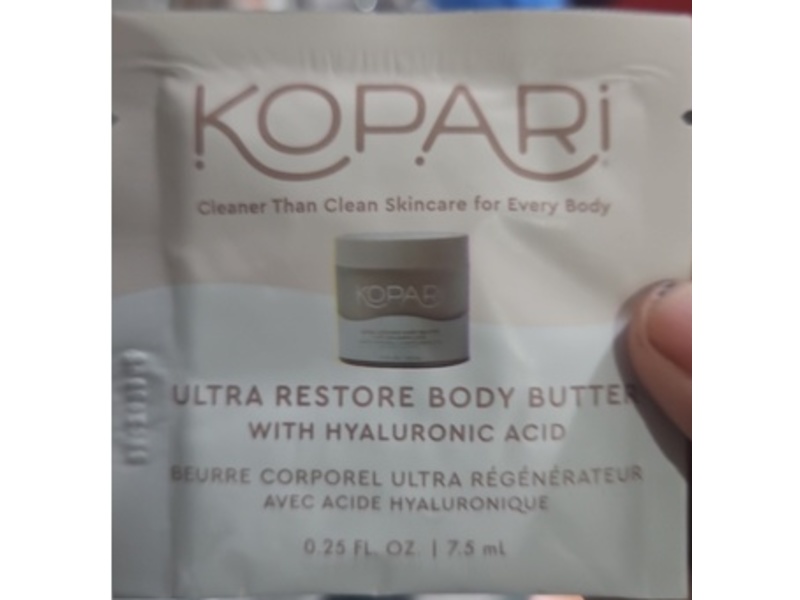 KOPARi
Cleaner Than Clean Skincare for Every Body
KOPARi
ULTRA RESTORE BODY BUTTER
WITH HYALURONIC ACID
BEURRE CORPOREL ULTRA RÉGÉNÉRATEUR
AVEC ACIDE HYALURONIQUE
0.25 FL. OZ. | 7.5 mL